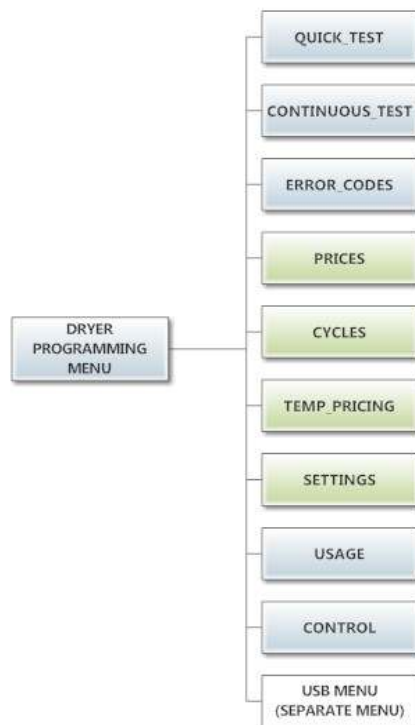 QUICK_TEST
CONTINUOUS_TEST
ERROR_CODES
PRICES
DRYER
PROGRAMMING
MENU
CYCLES
TEMP_PRICING
SETTINGS
USAGE
CONTROL
USB MENU
(SEPARATE MENU)